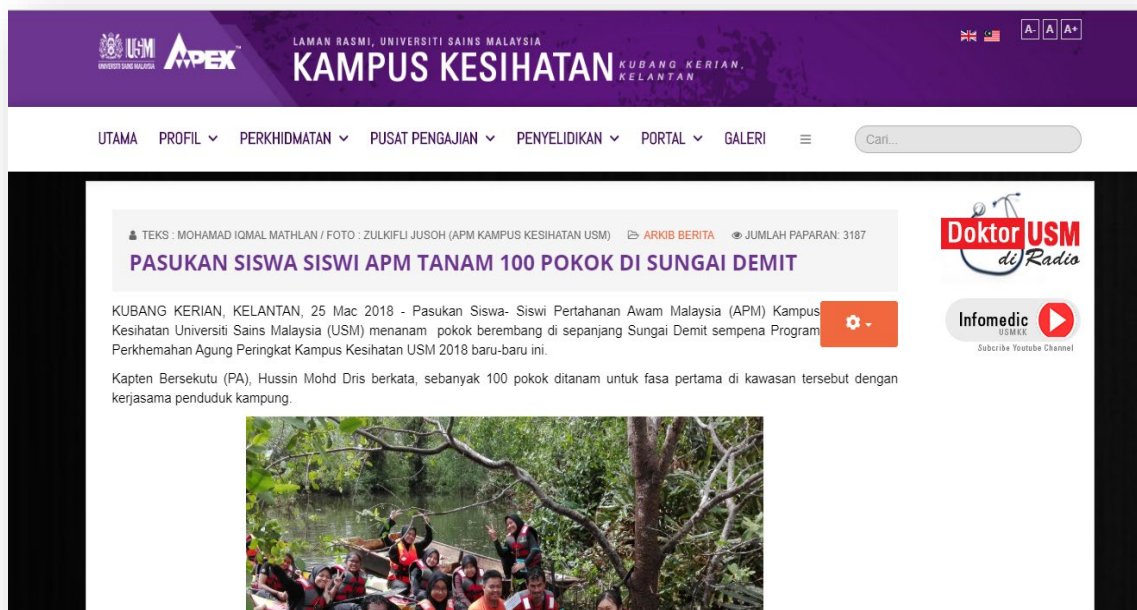 USM
UNIVERSITI SAINS MALAYSIA
APEX™
LAMAN RASMI, UNIVERSITI SAINS MALAYSIA
KAMPUS KESIHATAN KUBANG KERIAN, KELANTAN
A- A A+
UTAMA PROFIL PERKHIDMATAN PUSAT PENGAJIAN PENYELIDIKAN PORTAL GALERI
Cari...
TEKS : MOHAMAD IQMAL MATHLAN / FOTO : ZULKIFLI JUSOH (APM KAMPUS KESIHATAN USM) ARKIB BERITA JUMLAH PAPARAN: 3187
PASUKAN SISWA SISWI APM TANAM 100 POKOK DI SUNGAI DEMIT
KUBANG KERIAN, KELANTAN, 25 Mac 2018 - Pasukan Siswa- Siswi Pertahanan Awam Malaysia (APM) Kampus
Kesihatan Universiti Sains Malaysia (USM) menanam pokok berembang di sepanjang Sungai Demit sempena Program
Perkhemahan Agung Peringkat Kampus Kesihatan USM 2018 baru-baru ini.
Kapten Bersekutu (PA), Hussin Mohd Dris berkata, sebanyak 100 pokok ditanam untuk fasa pertama di kawasan tersebut dengan
kerjasama penduduk kampung.
Doktor USM
di Radio
Infomedic
USMKK
Subcribe Youtube Channel